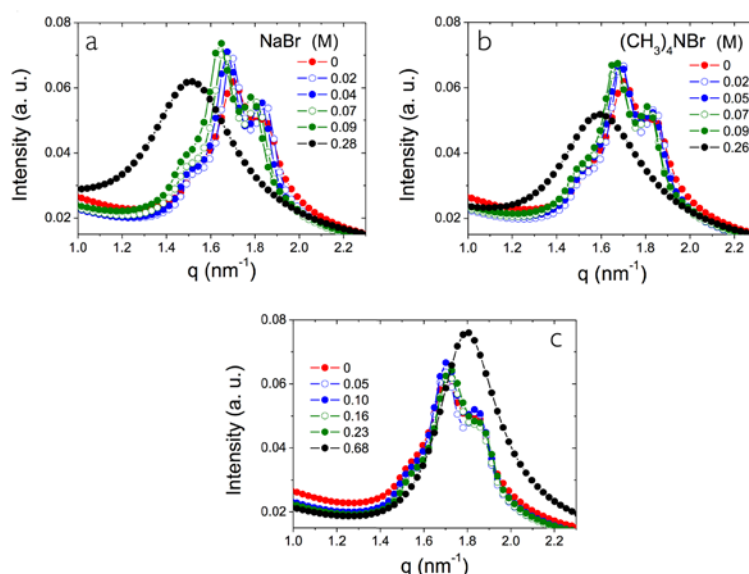 a
NaBr (M)
0
0.02
0.04
0.07
0.09
0.28
0.08
0.06
0.04
0.02
Intensity (a. u.)
1.0 1.2 1.4 1.6 1.8 2.0 2.2
q (nm⁻¹)
b
(CH₃)₄NBr (M)
0
0.02
0.05
0.07
0.09
0.26
0.08
0.06
0.04
0.02
Intensity (a. u.)
1.0 1.2 1.4 1.6 1.8 2.0 2.2
q (nm⁻¹)
c
0
0.05
0.10
0.16
0.23
0.68
0.08
0.06
0.04
0.02
Intensity (a. u.)
1.0 1.2 1.4 1.6 1.8 2.0 2.2
q (nm⁻¹)